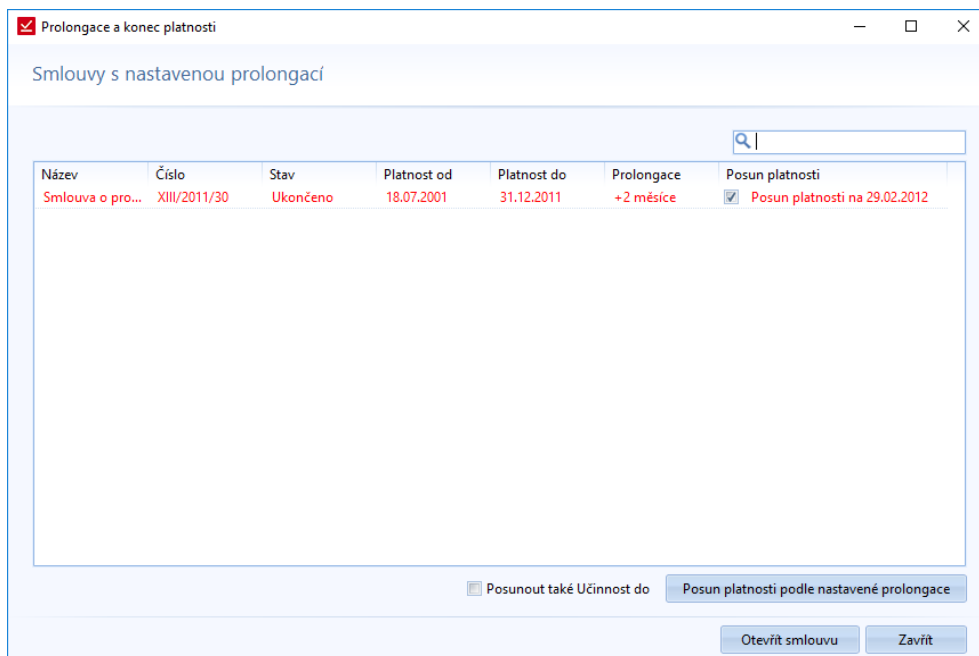 Prolongace a konec platnosti
Smlouvy s nastavenou prolongací
Název Číslo Stav Platnost od Platnost do Prolongace Posun platnosti
Smlouva o pro... XIII/2011/30 Ukončeno 18.07.2001 31.12.2011 +2 měsíce Posun platnosti na 29.02.2012
Posunout také Učinnost do Posun platnosti podle nastavené prolongace
Otevřít smlouvu Zavřít